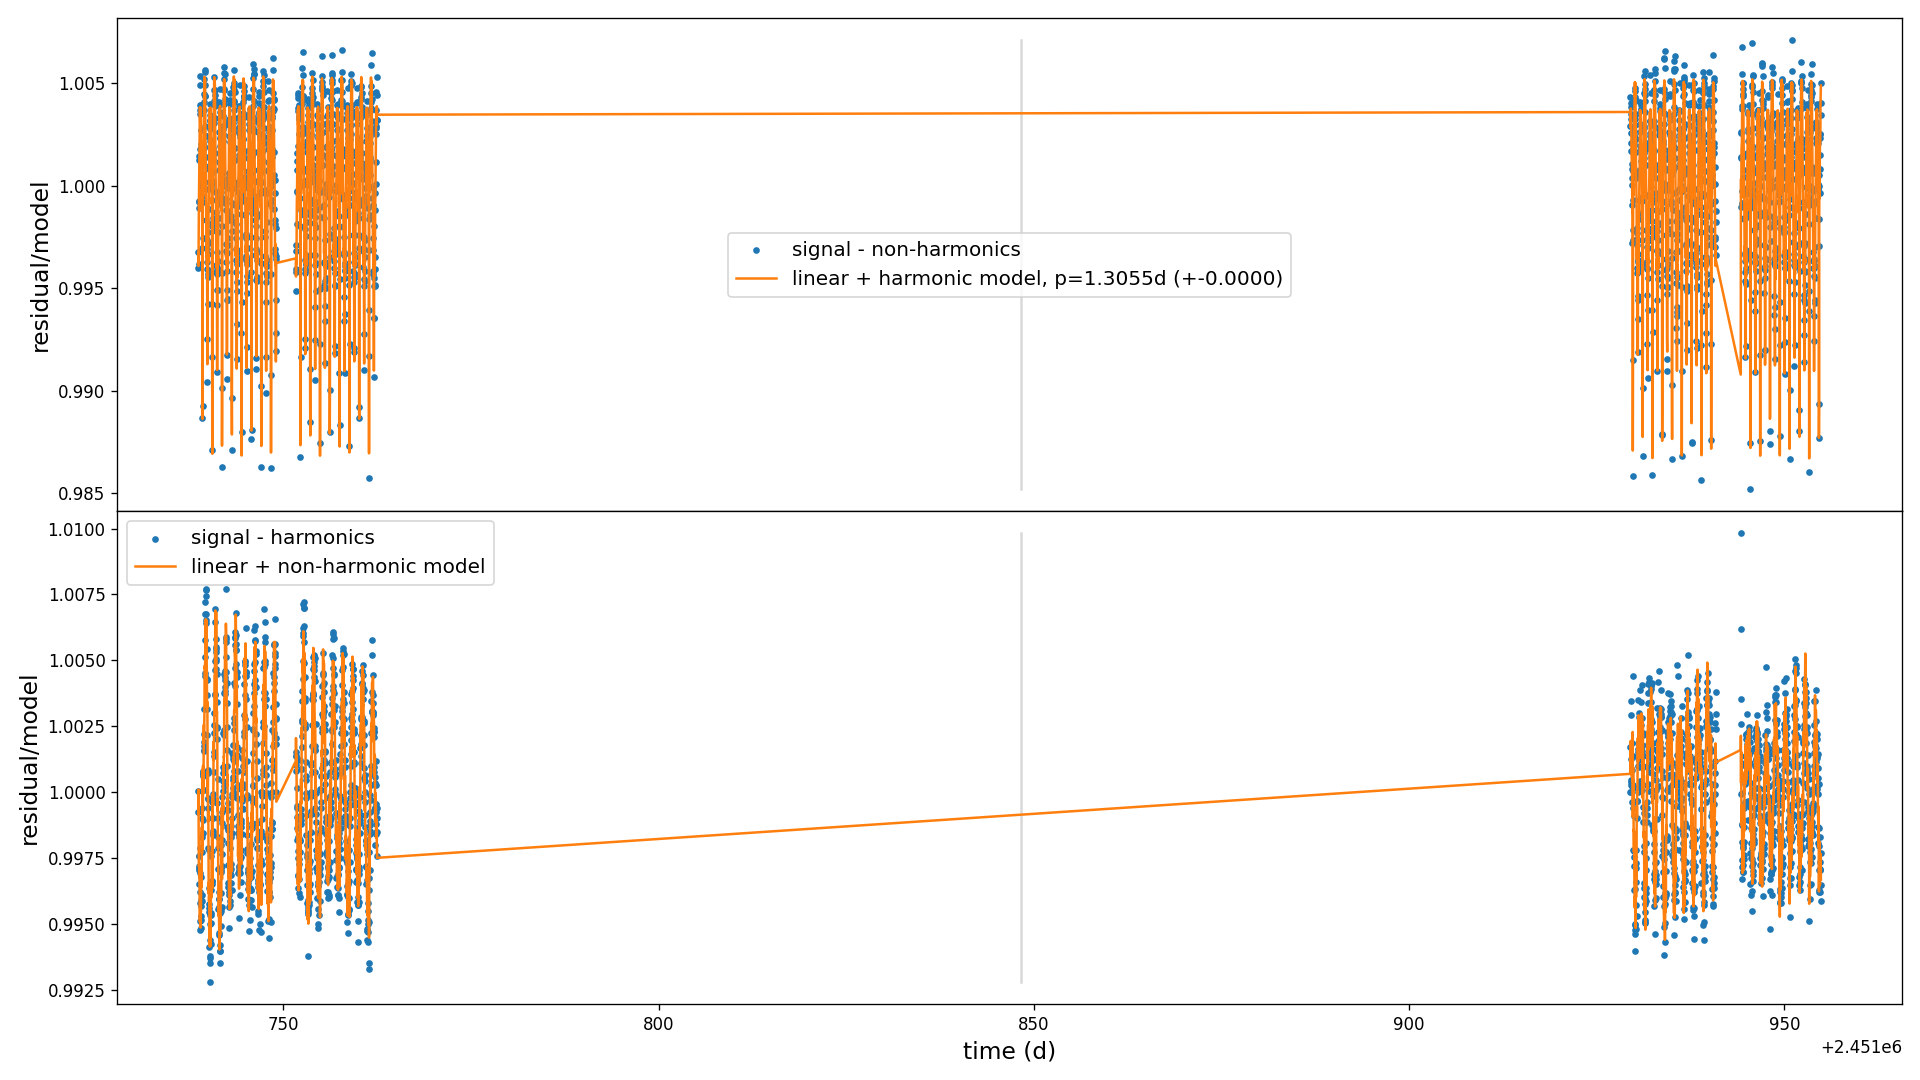 1.005
1.000
0.995
0.990
0.985
residual/model
signal - non-harmonics
linear + harmonic model, p=1.3055d (+-0.0000)
1.0100
1.0075
1.0050
1.0025
1.0000
0.9975
0.9950
0.9925
residual/model
signal - harmonics
linear + non-harmonic model
750
800
850
900
950
time (d)
+2.451e6